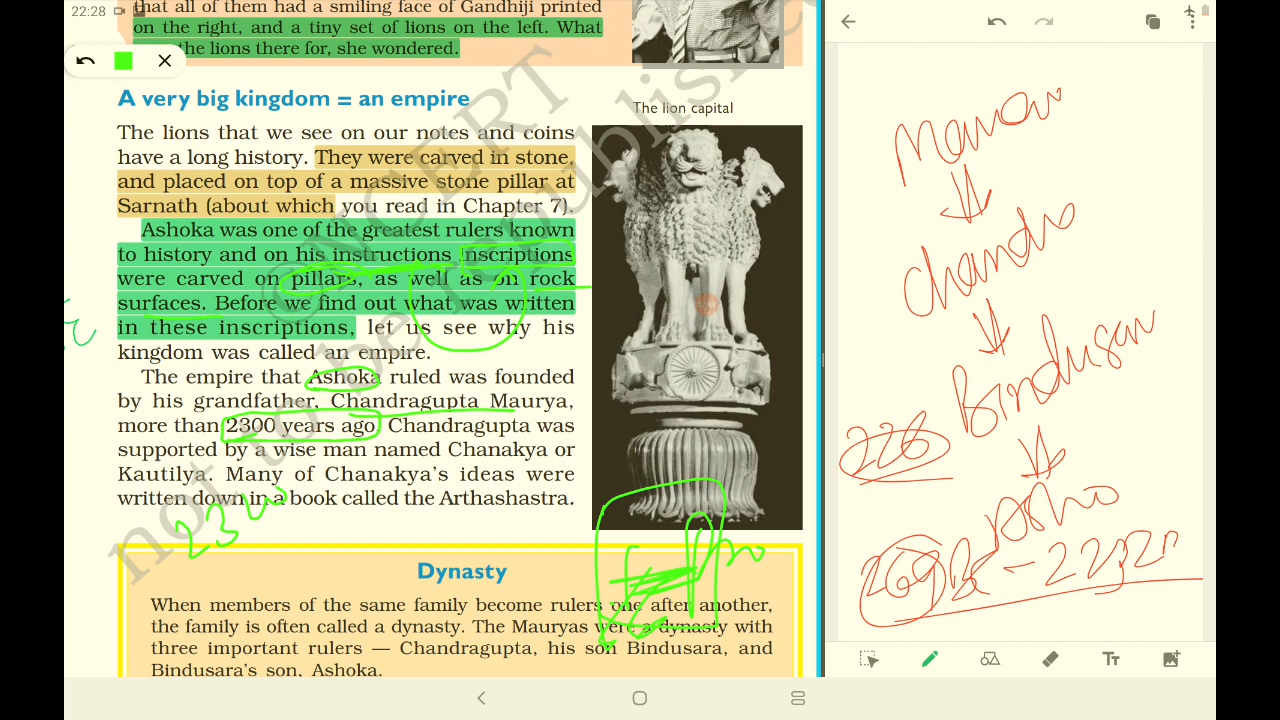 22:28
that all of them had a smiling face of Gandhiji printed
on the right, and a tiny set of lions on the left. What
the lions there for, she wondered.
A very big kingdom = an empire
The lion capital
The lions that we see on our notes and coins
have a long history. They were carved in stone,
and placed on top of a massive stone pillar at
Sarnath (about which you read in Chapter 7).
Ashoka was one of the greatest rulers known
to history and on his instructions inscriptions
were carved on pillars, as well as on rock
surfaces. Before we find out what was written
in these inscriptions, let us see why his
kingdom was called an empire.
The empire that Ashoka ruled was founded
by his grandfather, Chandragupta Maurya,
more than 2300 years ago. Chandragupta was
supported by a wise man named Chanakya or
Kautilya. Many of Chanakya's ideas were
written down in a book called the Arthashastra.
Dynasty
When members of the same family become rulers one after another,
the family is often called a dynasty. The Mauryas were a dynasty with
three important rulers — Chandragupta, his son Bindusara, and
Bindusara's son, Ashoka.
© NCERT
not to be republished
Chandra
Bindusar
226
Tt